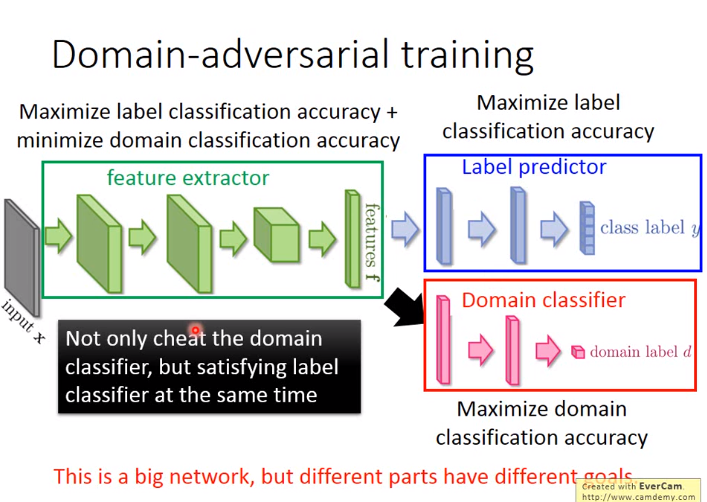 Domain-adversarial training
Maximize label classification accuracy +
minimize domain classification accuracy
Maximize label
classification accuracy
feature extractor
Label predictor
input x
features f
class label y
Domain classifier
domain label d
Not only cheat the domain
classifier, but satisfying label
classifier at the same time
Maximize domain
classification accuracy
This is a big network, but different parts have different goals.
Created with EverCam.
http://www.camdemy.com